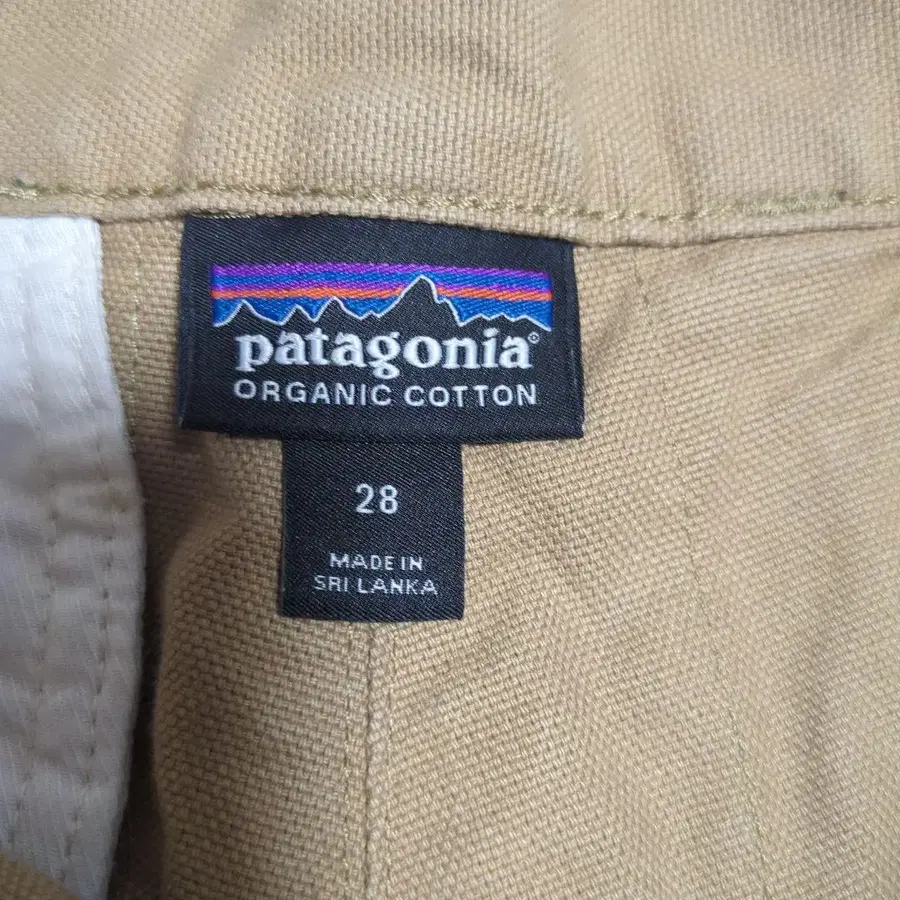 patagonia®
ORGANIC COTTON
28
MADE IN
SRI LANKA